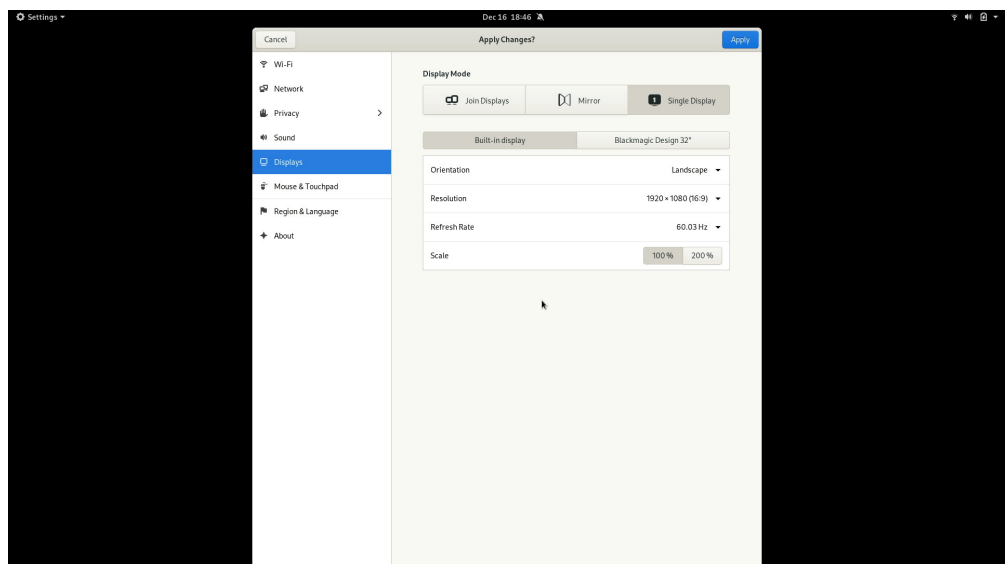 Settings
Dec 16 18:46
Cancel
Apply Changes?
Apply
Wi-Fi
Network
Privacy
Sound
Displays
Mouse & Touchpad
Region & Language
About
Display Mode
Join Displays
Mirror
1 Single Display
Built-in display
Blackmagic Design 32"
Orientation Landscape
Resolution 1920 × 1080 (16:9)
Refresh Rate 60.03 Hz
Scale 100 % 200 %